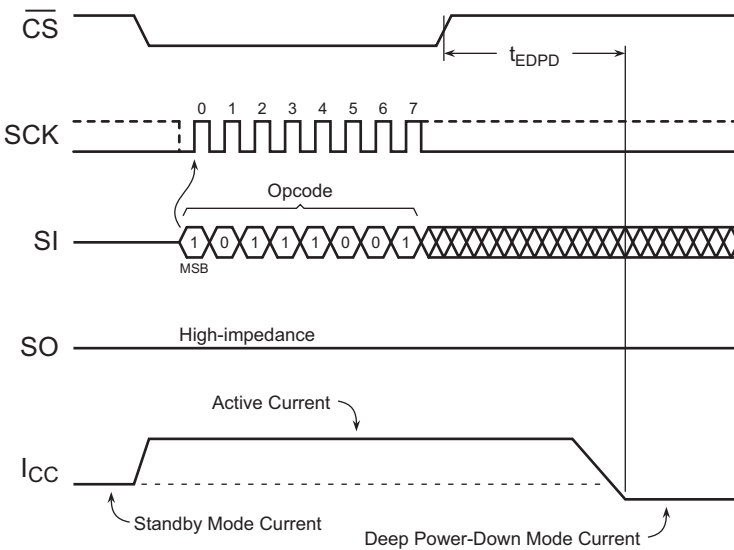 CS
tEDPD
0 1 2 3 4 5 6 7
SCK
Opcode
SI
1 0 1 1 1 0 0 1
MSB
High-impedance
SO
Active Current
ICC
Standby Mode Current
Deep Power-Down Mode Current